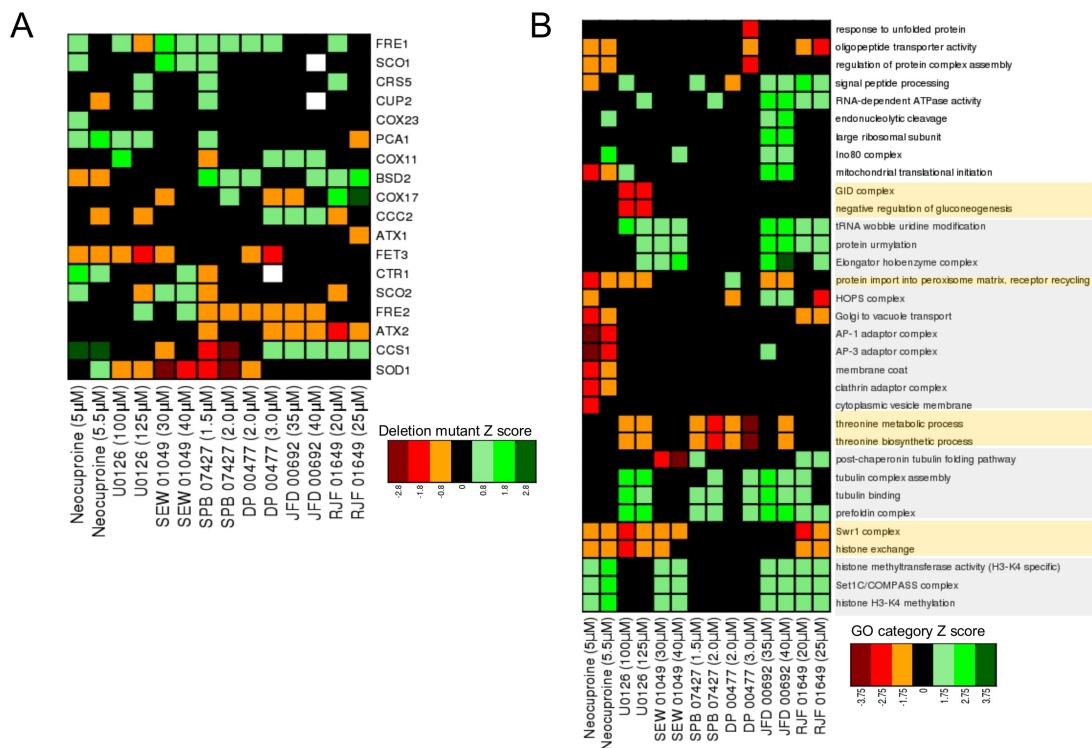 A
FRE1
SCO1
CRS5
CUP2
COX23
PCA1
COX11
BSD2
COX17
CCC2
ATX1
FET3
CTR1
SCO2
FRE2
ATX2
CCS1
SOD1
Neocuproine (5µM)
Neocuproine (5.5µM)
U0126 (100µM)
U0126 (125µM)
SEW 01049 (30µM)
SEW 01049 (40µM)
SPB 07427 (1.5µM)
SPB 07427 (2.0µM)
DP 00477 (2.0µM)
DP 00477 (3.0µM)
JFD 00692 (35µM)
JFD 00692 (40µM)
RJF 01649 (20µM)
RJF 01649 (25µM)
Deletion mutant Z score
-2.8
-1.8
-0.8
0
0.8
1.8
2.8
B
response to unfolded protein
oligopeptide transporter activity
regulation of protein complex assembly
signal peptide processing
RNA-dependent ATPase activity
endonucleolytic cleavage
large ribosomal subunit
Ino80 complex
mitochondrial translational initiation
GID complex
negative regulation of gluconeogenesis
tRNA wobble uridine modification
protein urmylation
Elongator holoenzyme complex
protein import into peroxisome matrix, receptor recycling
HOPS complex
Golgi to vacuole transport
AP-1 adaptor complex
AP-3 adaptor complex
membrane coat
clathrin adaptor complex
cytoplasmic vesicle membrane
threonine metabolic process
threonine biosynthetic process
post-chaperonin tubulin folding pathway
tubulin complex assembly
tubulin binding
prefoldin complex
Swr1 complex
histone exchange
histone methyltransferase activity (H3-K4 specific)
Set1C/COMPASS complex
histone H3-K4 methylation
Neocuproine (5µM)
Neocuproine (5.5µM)
U0126 (100µM)
U0126 (125µM)
SEW 01049 (30µM)
SEW 01049 (40µM)
SPB 07427 (1.5µM)
SPB 07427 (2.0µM)
DP 00477 (2.0µM)
DP 00477 (3.0µM)
JFD 00692 (35µM)
JFD 00692 (40µM)
RJF 01649 (20µM)
RJF 01649 (25µM)
GO category Z score
-3.75
-2.75
-1.75
0
1.75
2.75
3.75